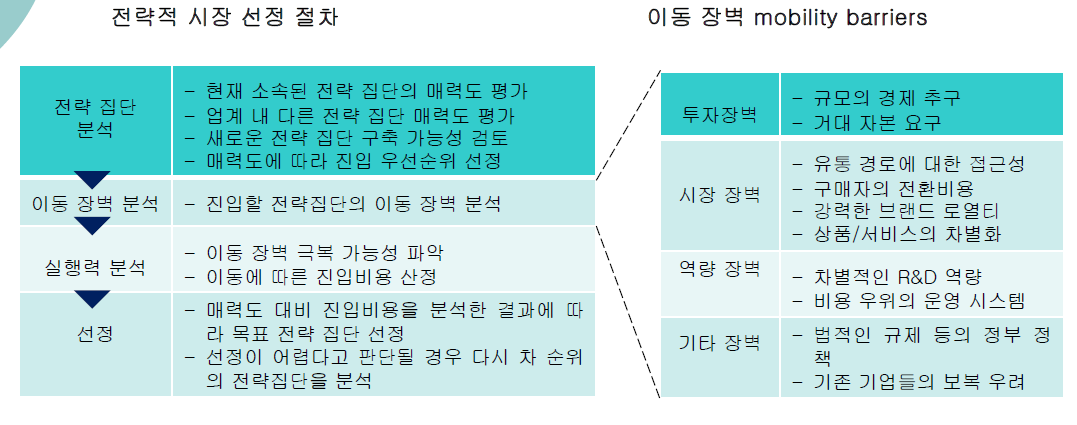 전략적 시장 선정 절차
이동 장벽 mobility barriers
전략 집단
분석
– 현재 소속된 전략 집단의 매력도 평가
– 업계 내 다른 전략 집단 매력도 평가
– 새로운 전략 집단 구축 가능성 검토
– 매력도에 따라 진입 우선순위 선정
이동 장벽 분석
– 진입할 전략집단의 이동 장벽 분석
실행력 분석
– 이동 장벽 극복 가능성 파악
– 이동에 따른 진입비용 산정
선정
– 매력도 대비 진입비용을 분석한 결과에 따
라 목표 전략 집단 선정
– 선정이 어렵다고 판단될 경우 다시 차 순위
의 전략집단을 분석
투자장벽
– 규모의 경제 추구
– 거대 자본 요구
시장 장벽
– 유통 경로에 대한 접근성
– 구매자의 전환비용
– 강력한 브랜드 로열티
– 상품/서비스의 차별화
역량 장벽
– 차별적인 R&D 역량
– 비용 우위의 운영 시스템
기타 장벽
– 법적인 규제 등의 정부 정
책
– 기존 기업들의 보복 우려